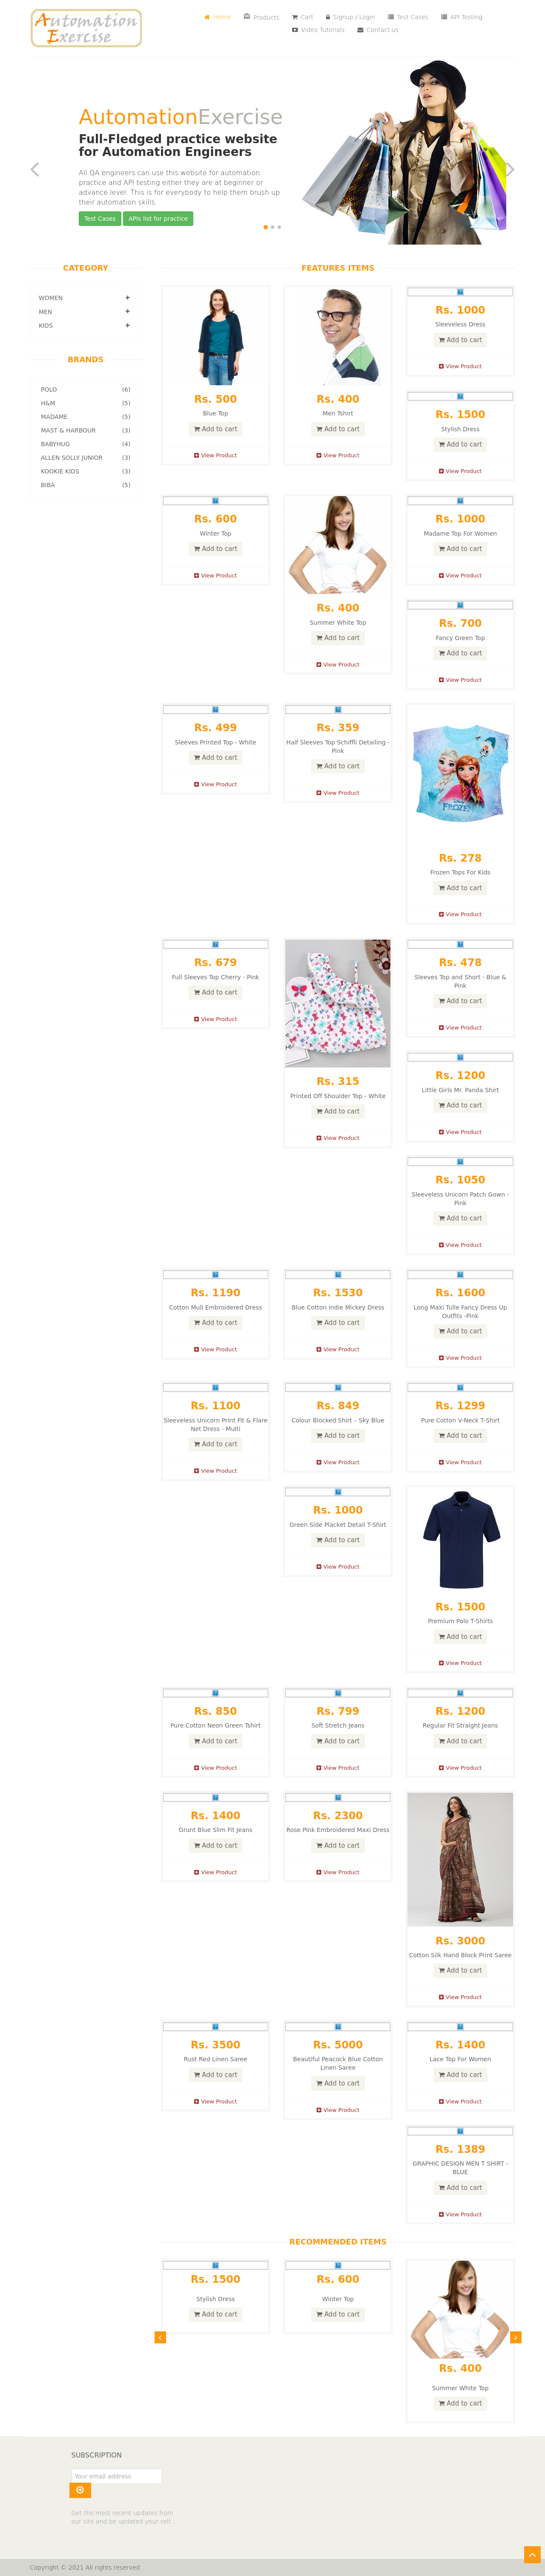 Automation
Exercise
Home
Products
Cart
Signup / Login
Test Cases
API Testing
Video Tutorials
Contact us
AutomationExercise
Full-Fledged practice website
for Automation Engineers
All QA engineers can use this website for automation
practice and API testing either they are at beginner or
advance level. This is for everybody to help them brush up
their automation skills.
Test Cases
APIs list for practice
CATEGORY
WOMEN
MEN
KIDS
BRANDS
POLO (6)
H&M (5)
MADAME (5)
MAST & HARBOUR (3)
BABYHUG (4)
ALLEN SOLLY JUNIOR (3)
KOOKIE KIDS (3)
BIBA (5)
FEATURES ITEMS
Rs. 500
Blue Top
Add to cart
View Product
Rs. 400
Men Tshirt
Add to cart
View Product
Rs. 1000
Sleeveless Dress
Add to cart
View Product
Rs. 1500
Stylish Dress
Add to cart
View Product
Rs. 600
Winter Top
Add to cart
View Product
Rs. 400
Summer White Top
Add to cart
View Product
Rs. 1000
Madame Top For Women
Add to cart
View Product
Rs. 700
Fancy Green Top
Add to cart
View Product
Rs. 499
Sleeves Printed Top - White
Add to cart
View Product
Rs. 359
Half Sleeves Top Schiffli Detailing -
Pink
Add to cart
View Product
FROZEN
Rs. 278
Frozen Tops For Kids
Add to cart
View Product
Rs. 679
Full Sleeves Top Cherry - Pink
Add to cart
View Product
Rs. 315
Printed Off Shoulder Top - White
Add to cart
View Product
Rs. 478
Sleeves Top and Short - Blue &
Pink
Add to cart
View Product
Rs. 1200
Little Girls Mr. Panda Shirt
Add to cart
View Product
Rs. 1050
Sleeveless Unicorn Patch Gown -
Pink
Add to cart
View Product
Rs. 1190
Cotton Mull Embroidered Dress
Add to cart
View Product
Rs. 1530
Blue Cotton Indie Mickey Dress
Add to cart
View Product
Rs. 1600
Long Maxi Tulle Fancy Dress Up
Outfits -Pink
Add to cart
View Product
Rs. 1100
Sleeveless Unicorn Print Fit & Flare
Net Dress - Multi
Add to cart
View Product
Rs. 849
Colour Blocked Shirt – Sky Blue
Add to cart
View Product
Rs. 1299
Pure Cotton V-Neck T-Shirt
Add to cart
View Product
Rs. 1000
Green Side Placket Detail T-Shirt
Add to cart
View Product
Rs. 1500
Premium Polo T-Shirts
Add to cart
View Product
Rs. 850
Pure Cotton Neon Green Tshirt
Add to cart
View Product
Rs. 799
Soft Stretch Jeans
Add to cart
View Product
Rs. 1200
Regular Fit Straight Jeans
Add to cart
View Product
Rs. 1400
Grunt Blue Slim Fit Jeans
Add to cart
View Product
Rs. 2300
Rose Pink Embroidered Maxi Dress
Add to cart
View Product
Rs. 3000
Cotton Silk Hand Block Print Saree
Add to cart
View Product
Rs. 3500
Rust Red Linen Saree
Add to cart
View Product
Rs. 5000
Beautiful Peacock Blue Cotton
Linen Saree
Add to cart
View Product
Rs. 1400
Lace Top For Women
Add to cart
View Product
Rs. 1389
GRAPHIC DESIGN MEN T SHIRT -
BLUE
Add to cart
View Product
RECOMMENDED ITEMS
Rs. 1500
Stylish Dress
Add to cart
Rs. 600
Winter Top
Add to cart
Rs. 400
Summer White Top
Add to cart
SUBSCRIPTION
Your email address
Get the most recent updates from
our site and be updated your self...
Copyright © 2021 All rights reserved